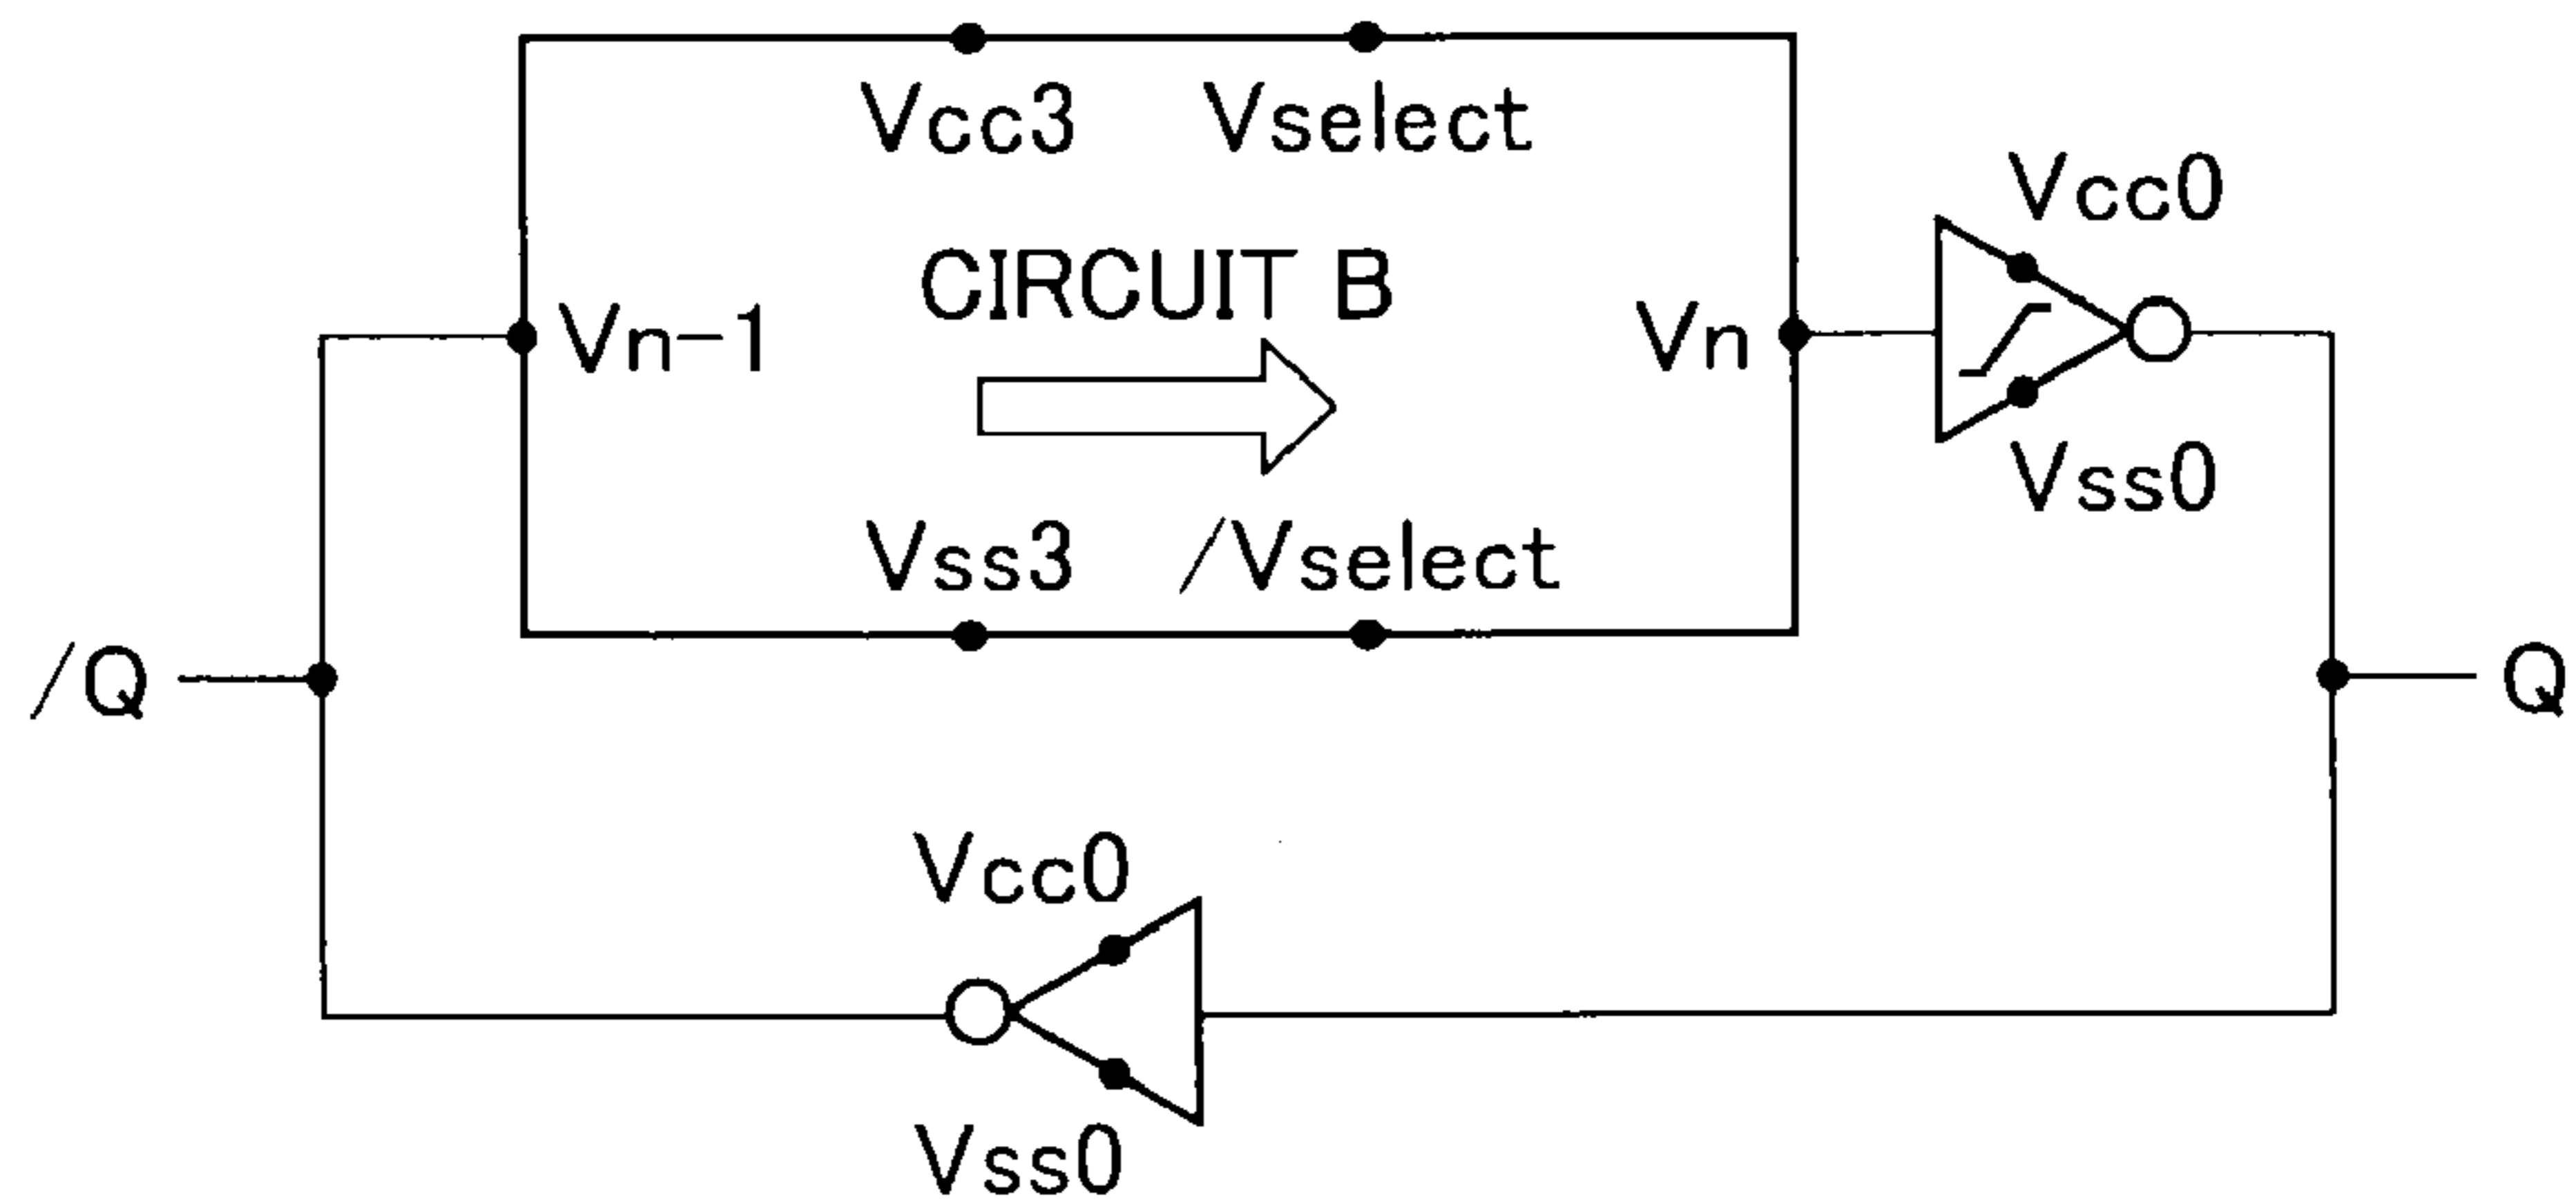 Vcc3 Vselect
Vcc0
CIRCUIT B
Vn-1
Vn
Vss0
Vss3 /Vselect
/Q
Q
Vcc0
Vss0